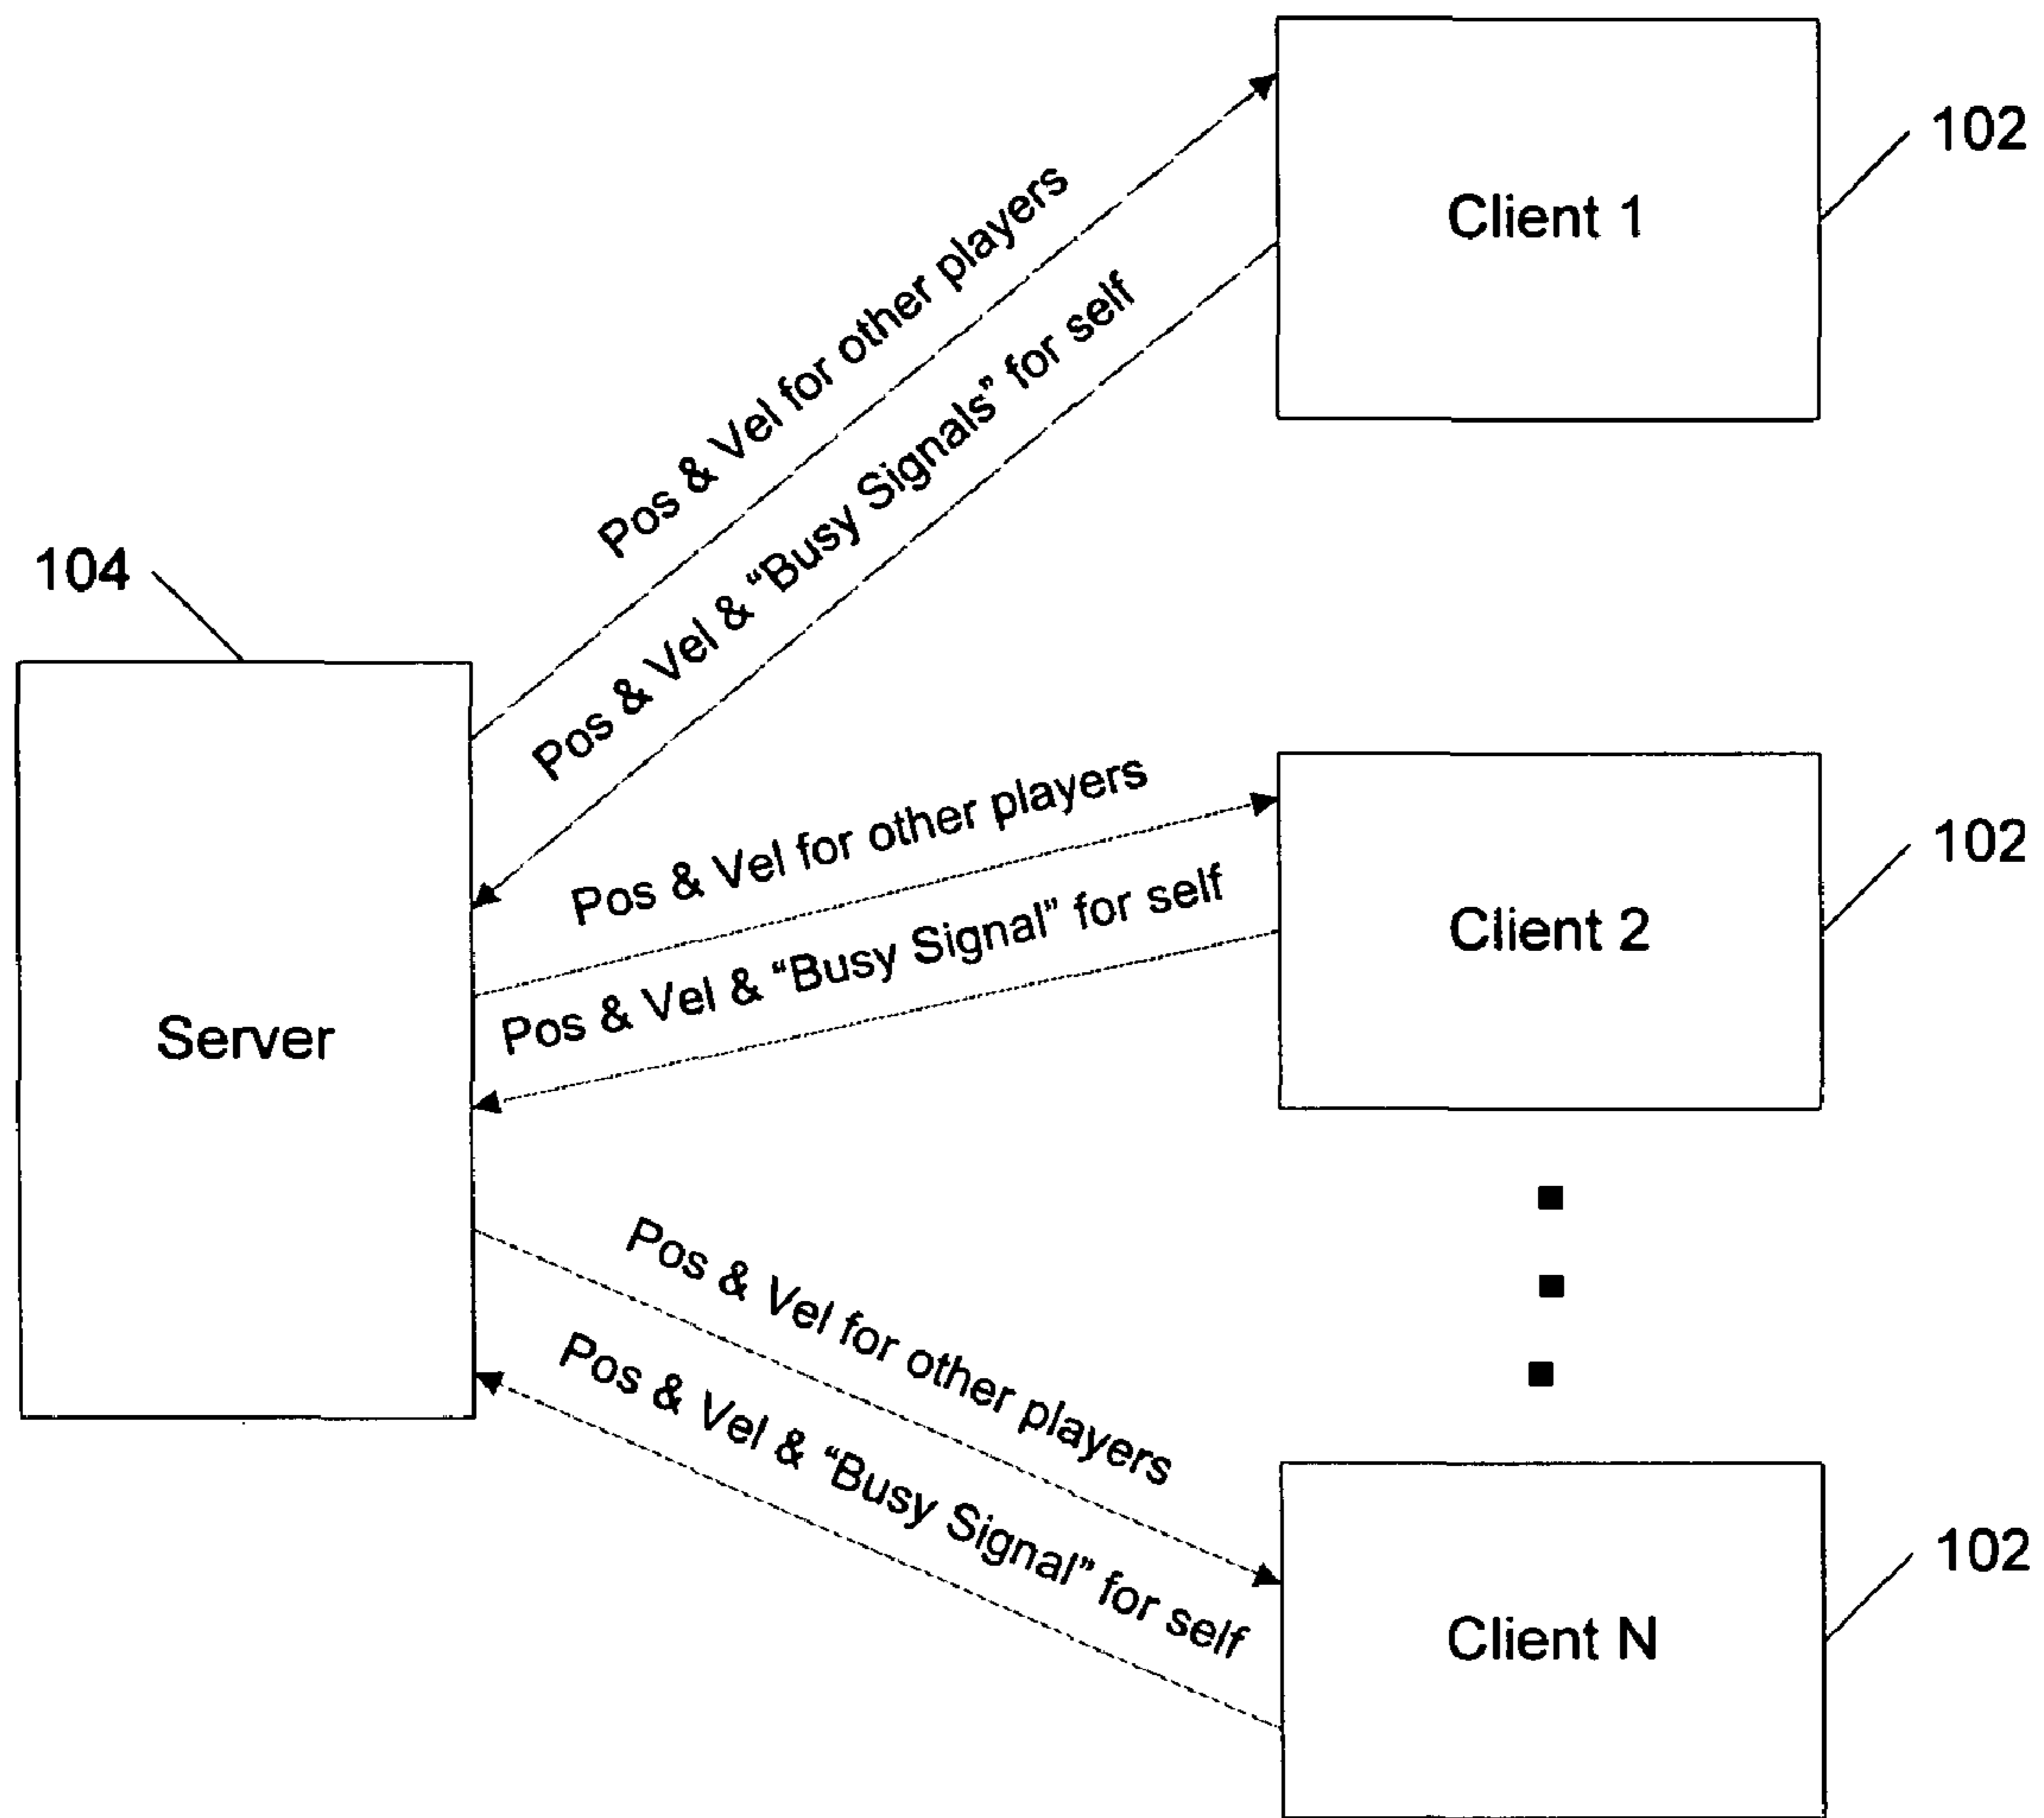 102
Client 1
Pos & Vel for other players
Pos & Vel & “Busy Signals” for self
104
Server
Pos & Vel for other players
Pos & Vel & “Busy Signal” for self
102
Client 2
Pos & Vel for other players
Pos & Vel & “Busy Signal” for self
102
Client N